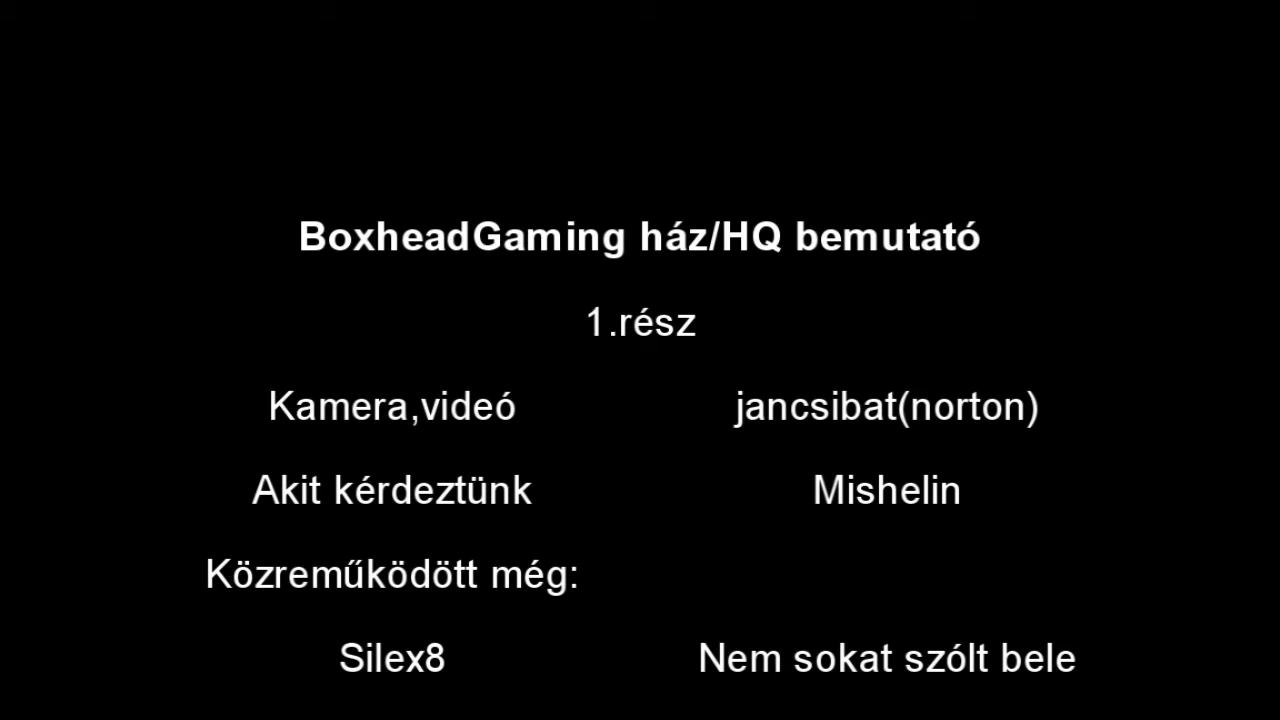 BoxheadGaming ház/HQ bemutató
1.rész
Kamera,videó jancsibat(norton)
Akit kérdeztünk Mishelin
Közreműködött még:
Silex8 Nem sokat szólt bele